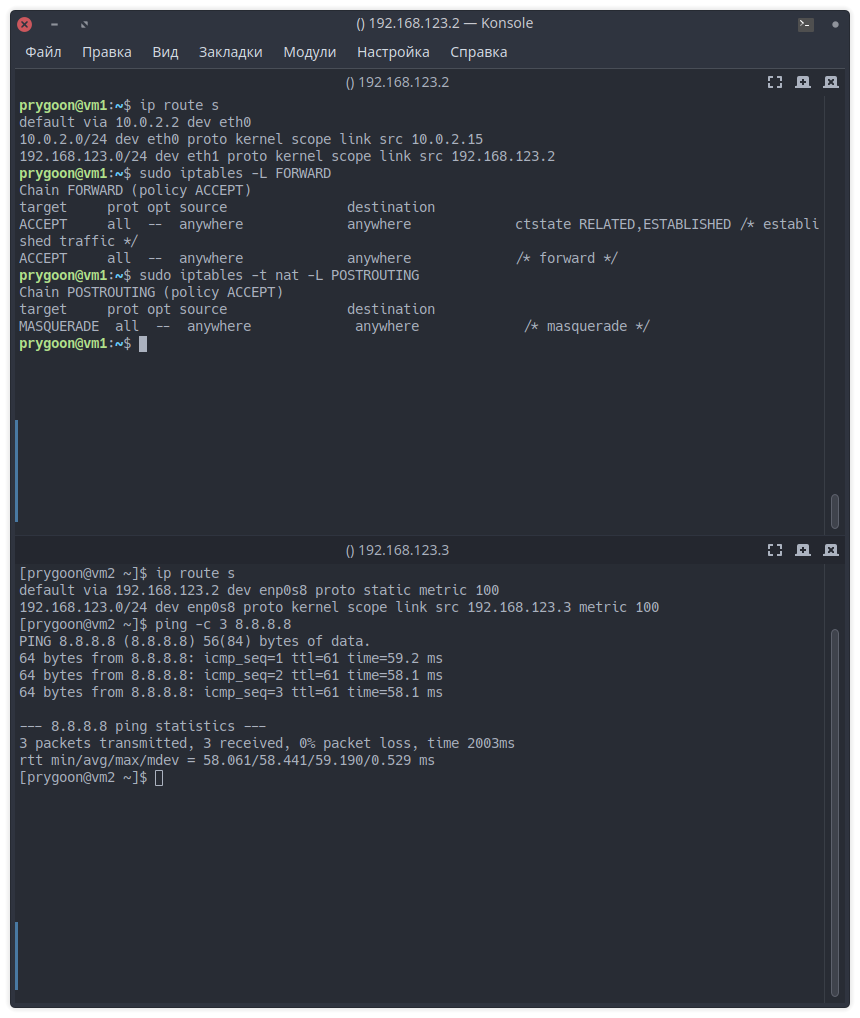 () 192.168.123.2 — Konsole
Файл Правка Вид Закладки Модули Настройка Справка
() 192.168.123.2
prygoon@vm1:~$ ip route s
default via 10.0.2.2 dev eth0
10.0.2.0/24 dev eth0 proto kernel scope link src 10.0.2.15
192.168.123.0/24 dev eth1 proto kernel scope link src 192.168.123.2
prygoon@vm1:~$ sudo iptables -L FORWARD
Chain FORWARD (policy ACCEPT)
target     prot opt source               destination
ACCEPT     all  --  anywhere             anywhere             ctstate RELATED,ESTABLISHED /* establi
shed traffic */
ACCEPT     all  --  anywhere             anywhere             /* forward */
prygoon@vm1:~$ sudo iptables -t nat -L POSTROUTING
Chain POSTROUTING (policy ACCEPT)
target     prot opt source               destination
MASQUERADE  all  --  anywhere             anywhere             /* masquerade */
prygoon@vm1:~$
() 192.168.123.3
[prygoon@vm2 ~]$ ip route s
default via 192.168.123.2 dev enp0s8 proto static metric 100
192.168.123.0/24 dev enp0s8 proto kernel scope link src 192.168.123.3 metric 100
[prygoon@vm2 ~]$ ping -c 3 8.8.8.8
PING 8.8.8.8 (8.8.8.8) 56(84) bytes of data.
64 bytes from 8.8.8.8: icmp_seq=1 ttl=61 time=59.2 ms
64 bytes from 8.8.8.8: icmp_seq=2 ttl=61 time=58.1 ms
64 bytes from 8.8.8.8: icmp_seq=3 ttl=61 time=58.1 ms
--- 8.8.8.8 ping statistics ---
3 packets transmitted, 3 received, 0% packet loss, time 2003ms
rtt min/avg/max/mdev = 58.061/58.441/59.190/0.529 ms
[prygoon@vm2 ~]$